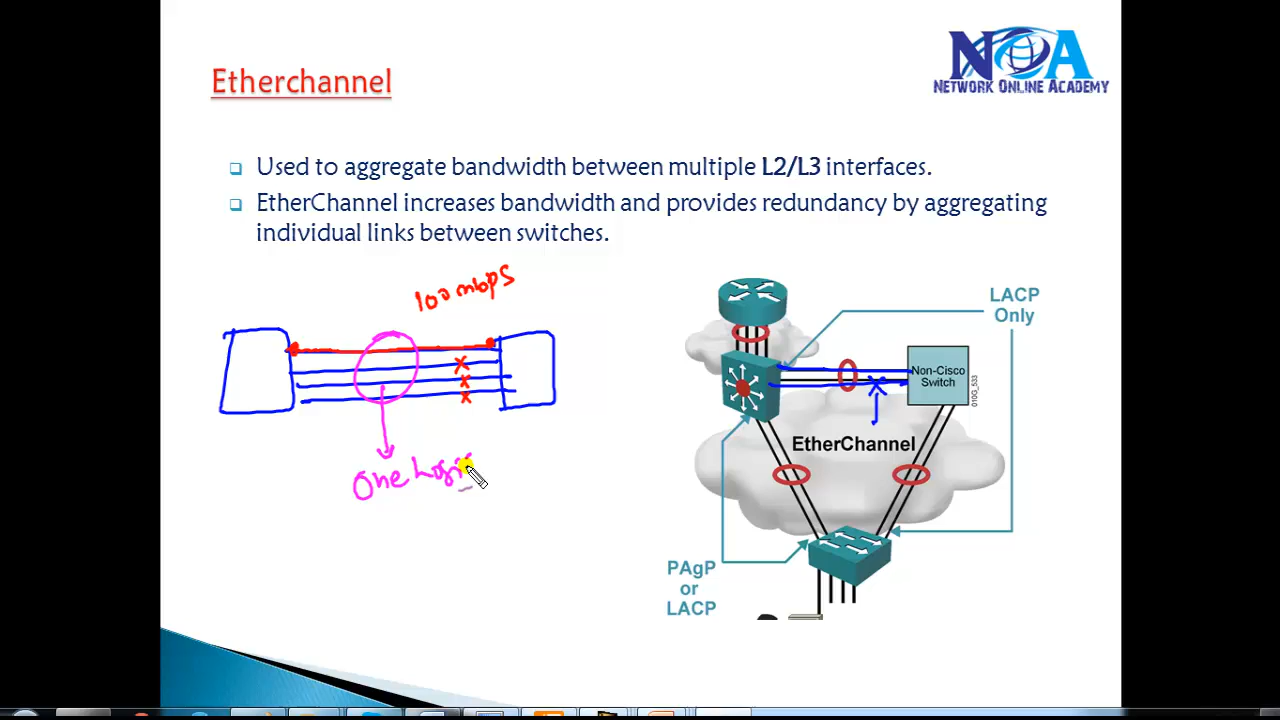 NOA
NETWORK ONLINE ACADEMY
Etherchannel
Used to aggregate bandwidth between multiple L2/L3 interfaces.
EtherChannel increases bandwidth and provides redundancy by aggregating
individual links between switches.
100 mbps
One
LACP
Only
Non-Cisco
Switch
010G_533
EtherChannel
PAgP
or
LACP